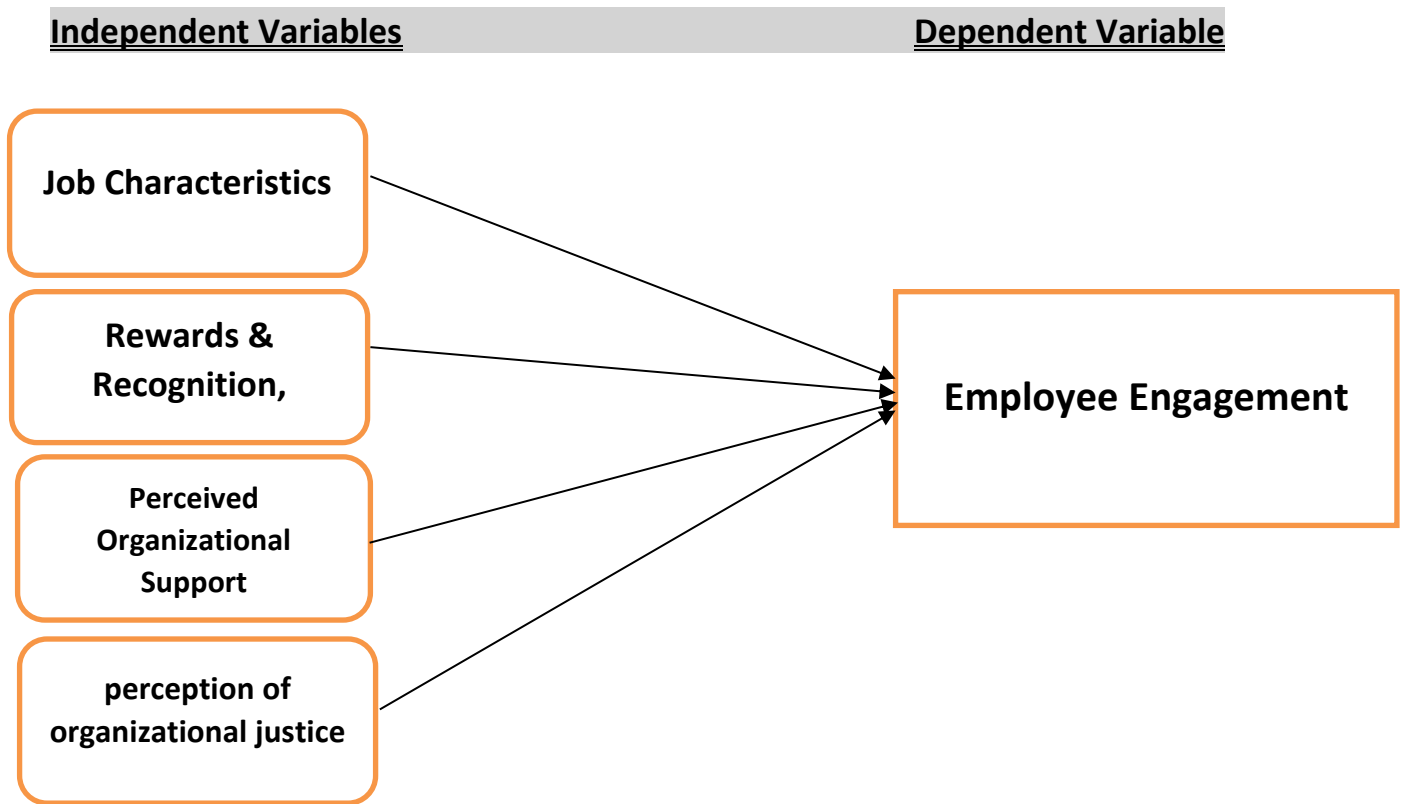 Independent Variables Dependent Variable
Job Characteristics
Rewards &
Recognition,
Perceived
Organizational
Support
perception of
organizational justice
Employee Engagement